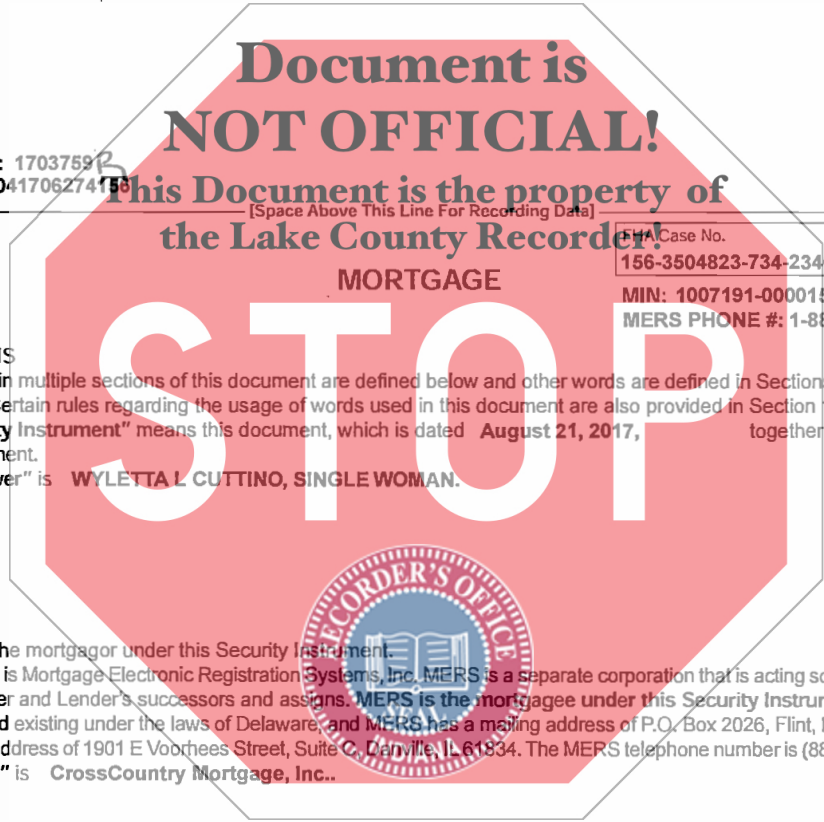 Document is
NOT OFFICIAL!
: 1703759
This Document is the property of
[Space Above This Line For Recording Data]
the Lake County Recorder!
FHA Case No.
156-3504823-734-234
MORTGAGE
MIN: 1007191-00001
MERS PHONE #: 1-88
STOP
in multiple sections of this document are defined below and other words are defined in Section
ertain rules regarding the usage of words used in this document are also provided in Section
y Instrument" means this document, which is dated August 21, 2017, together
ent.
er" is WYLETTA L CUTTINO, SINGLE WOMAN.
RECORDER'S OFFICE
he mortgagor under this Security Instrument.
is Mortgage Electronic Registration Systems, Inc. MERS is a separate corporation that is acting so
er and Lender's successors and assigns. MERS is the mortgagee under this Security Instrum
d existing under the laws of Delaware, and MERS has a mailing address of P.O. Box 2026, Flint,
ddress of 1901 E Voorhees Street, Suite C, Danville, IL 61834. The MERS telephone number is (88
" is CrossCountry Mortgage, Inc..
INDIANA